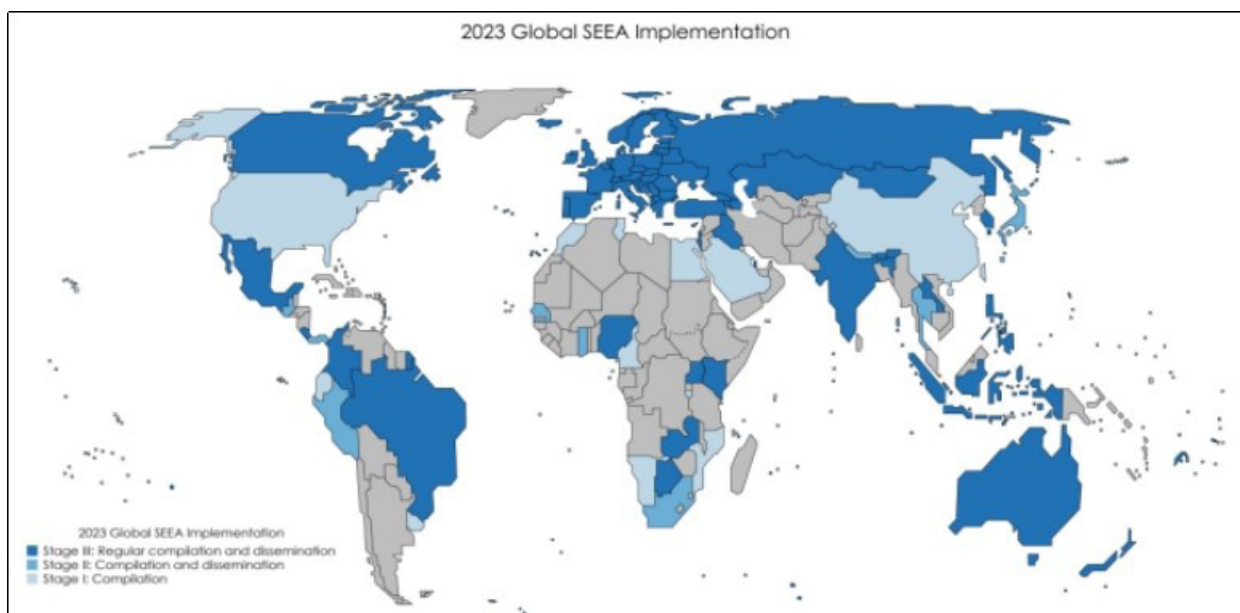 2023 Global SEEA Implementation
2023 Global SEEA Implementation
Stage III: Regular compilation and dissemination
Stage II: Compilation and dissemination
Stage I: Compilation